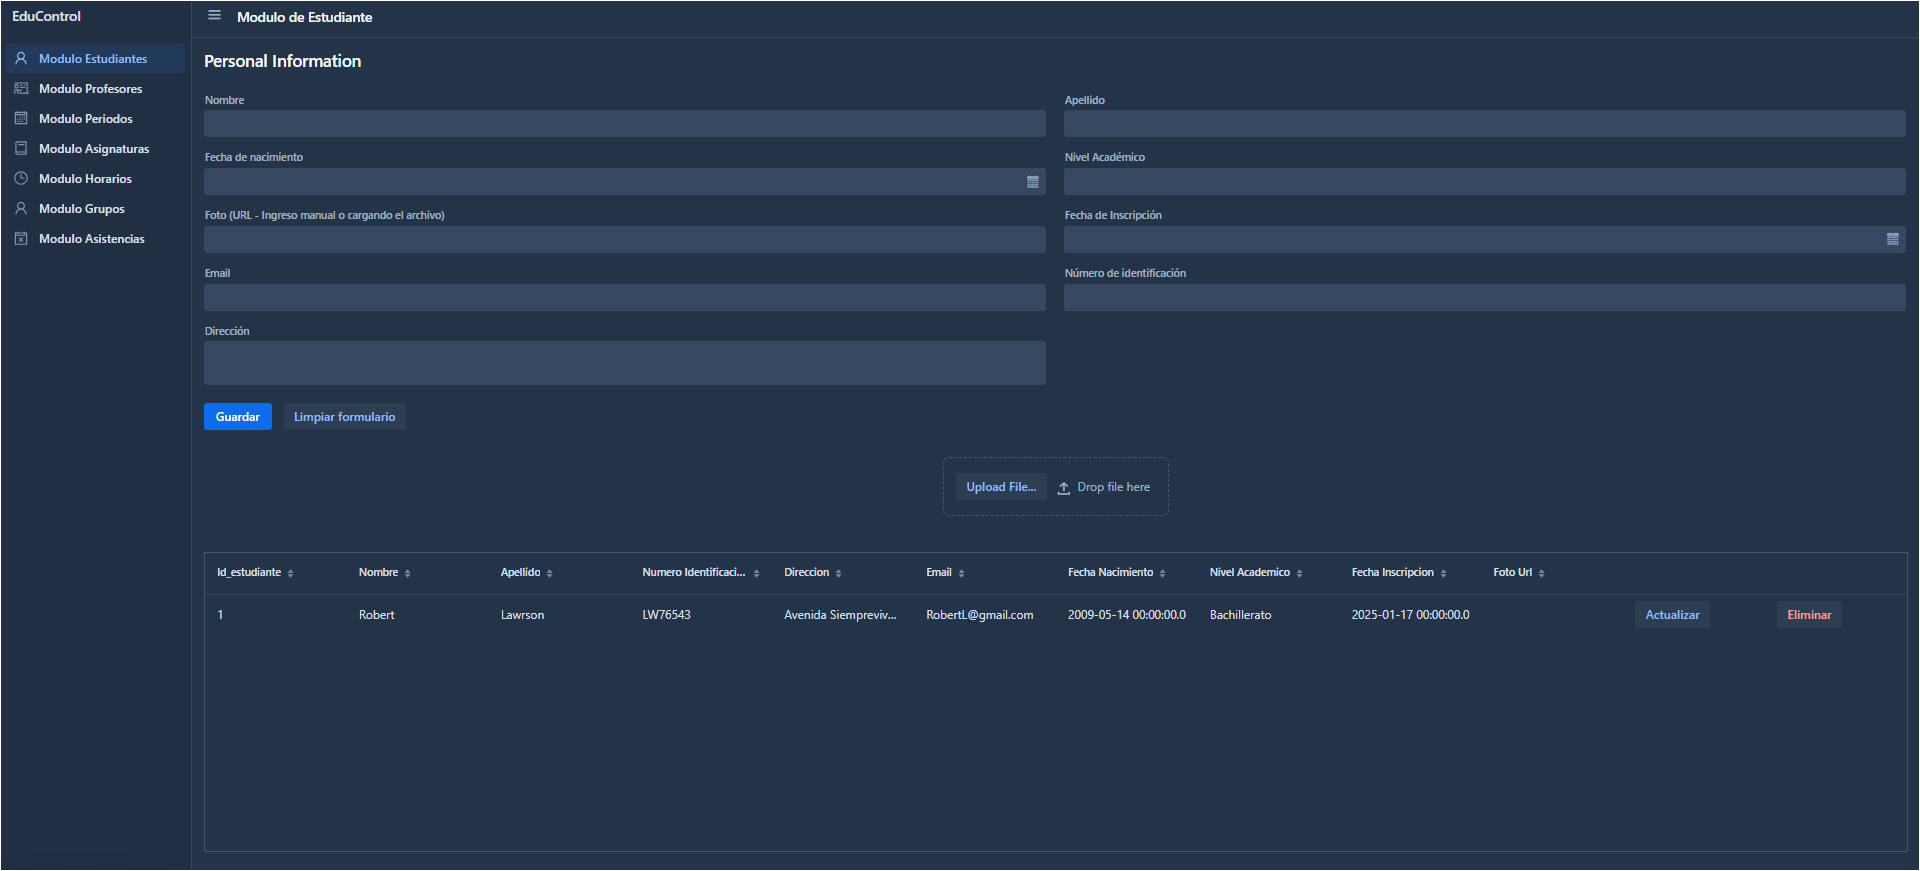 EduControl
Modulo Estudiantes
Modulo Profesores
Modulo Periodos
Modulo Asignaturas
Modulo Horarios
Modulo Grupos
Modulo Asistencias
Modulo de Estudiante
Personal Information
Nombre
Apellido
Fecha de nacimiento
Nivel Académico
Foto (URL - Ingreso manual o cargando el archivo)
Fecha de Inscripción
Email
Número de identificación
Dirección
Guardar Limpiar formulario
Upload File... Drop file here
Id_estudiante Nombre Apellido Numero Identificaci... Direccion Email Fecha Nacimiento Nivel Academico Fecha Inscripcion Foto Url
1 Robert Lawrson LW76543 Avenida Siempreviv... RobertL@gmail.com 2009-05-14 00:00:00.0 Bachillerato 2025-01-17 00:00:00.0 Actualizar Eliminar